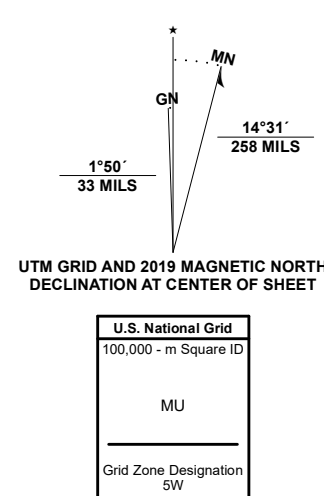 ★
MN
GN
14°31´
258 MILS
1°50´
33 MILS
UTM GRID AND 2019 MAGNETIC NORTH
DECLINATION AT CENTER OF SHEET
U.S. National Grid
100,000 - m Square ID
MU
Grid Zone Designation
5W